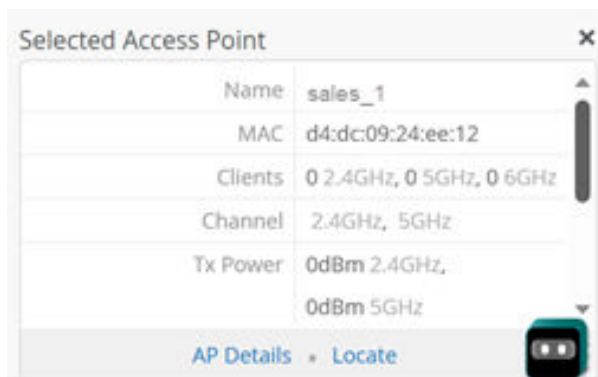 Selected Access Point ×
Name sales_1
MAC d4:dc:09:24:ee:12
Clients 0 2.4GHz, 0 5GHz, 0 6GHz
Channel 2.4GHz, 5GHz
Tx Power 0dBm 2.4GHz,
0dBm 5GHz
AP Details • Locate